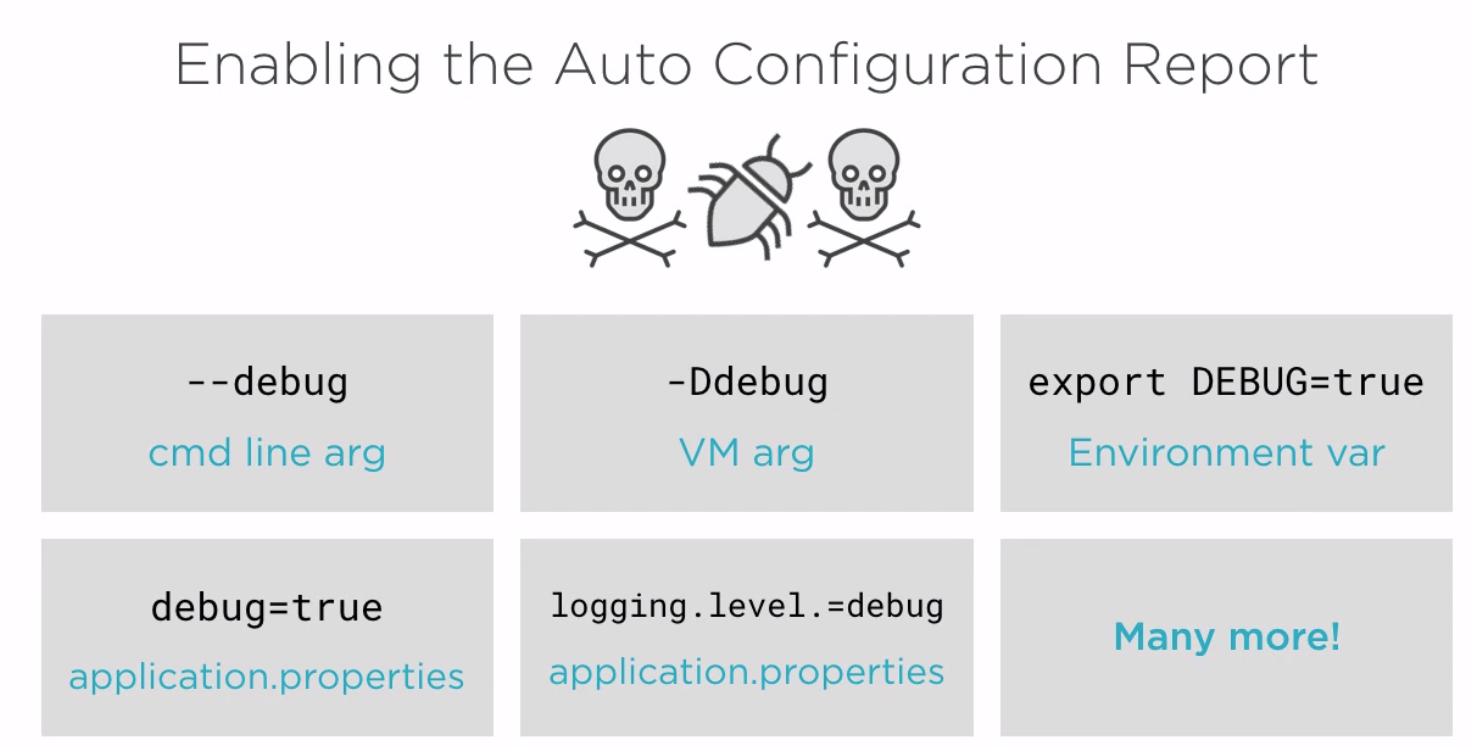 Enabling the Auto Configuration Report
--debug
cmd line arg
-Ddebug
VM arg
export DEBUG=true
Environment var
debug=true
application.properties
logging.level.=debug
application.properties
Many more!